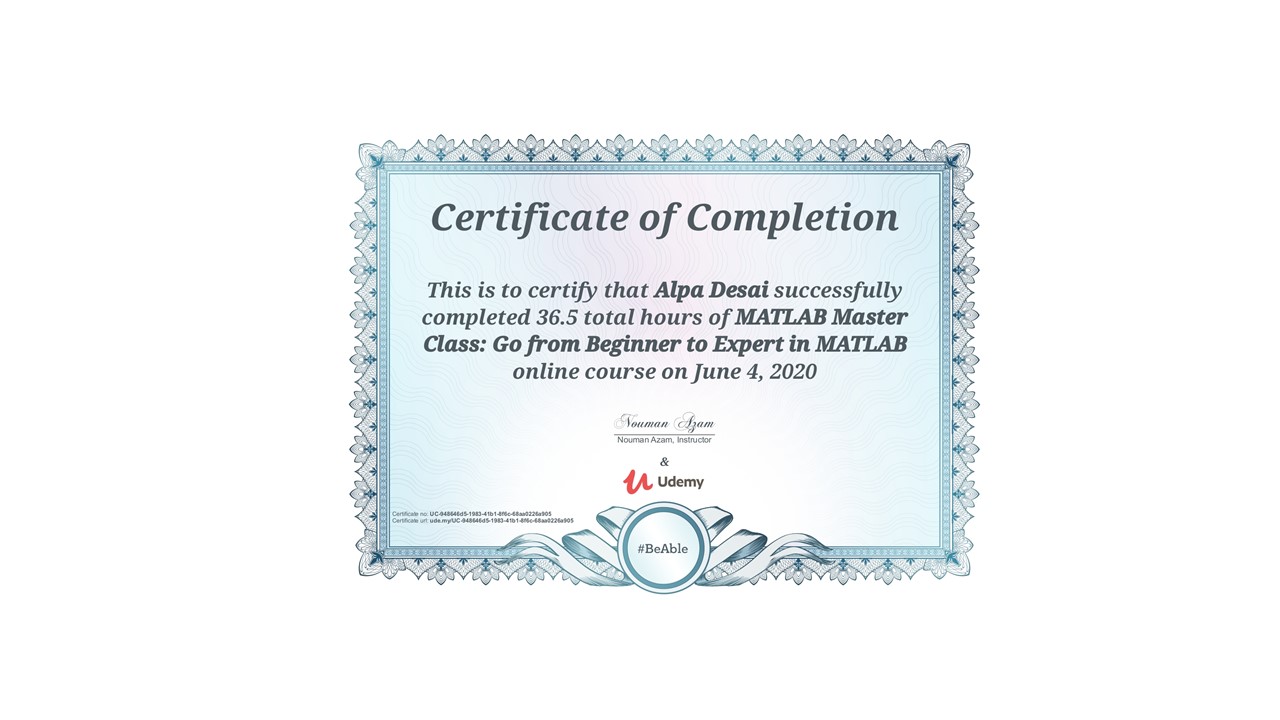 Certificate of Completion
This is to certify that Alpa Desai successfully
completed 36.5 total hours of MATLAB Master
Class: Go from Beginner to Expert in MATLAB
online course on June 4, 2020
Nouman Azam
Nouman Azam, Instructor
&
Udemy
Certificate no: UC-948646d5-1983-41b1-8f6c-68aa0226a905
Certificate url: ude.my/UC-948646d5-1983-41b1-8f6c-68aa0226a905
#BeAble